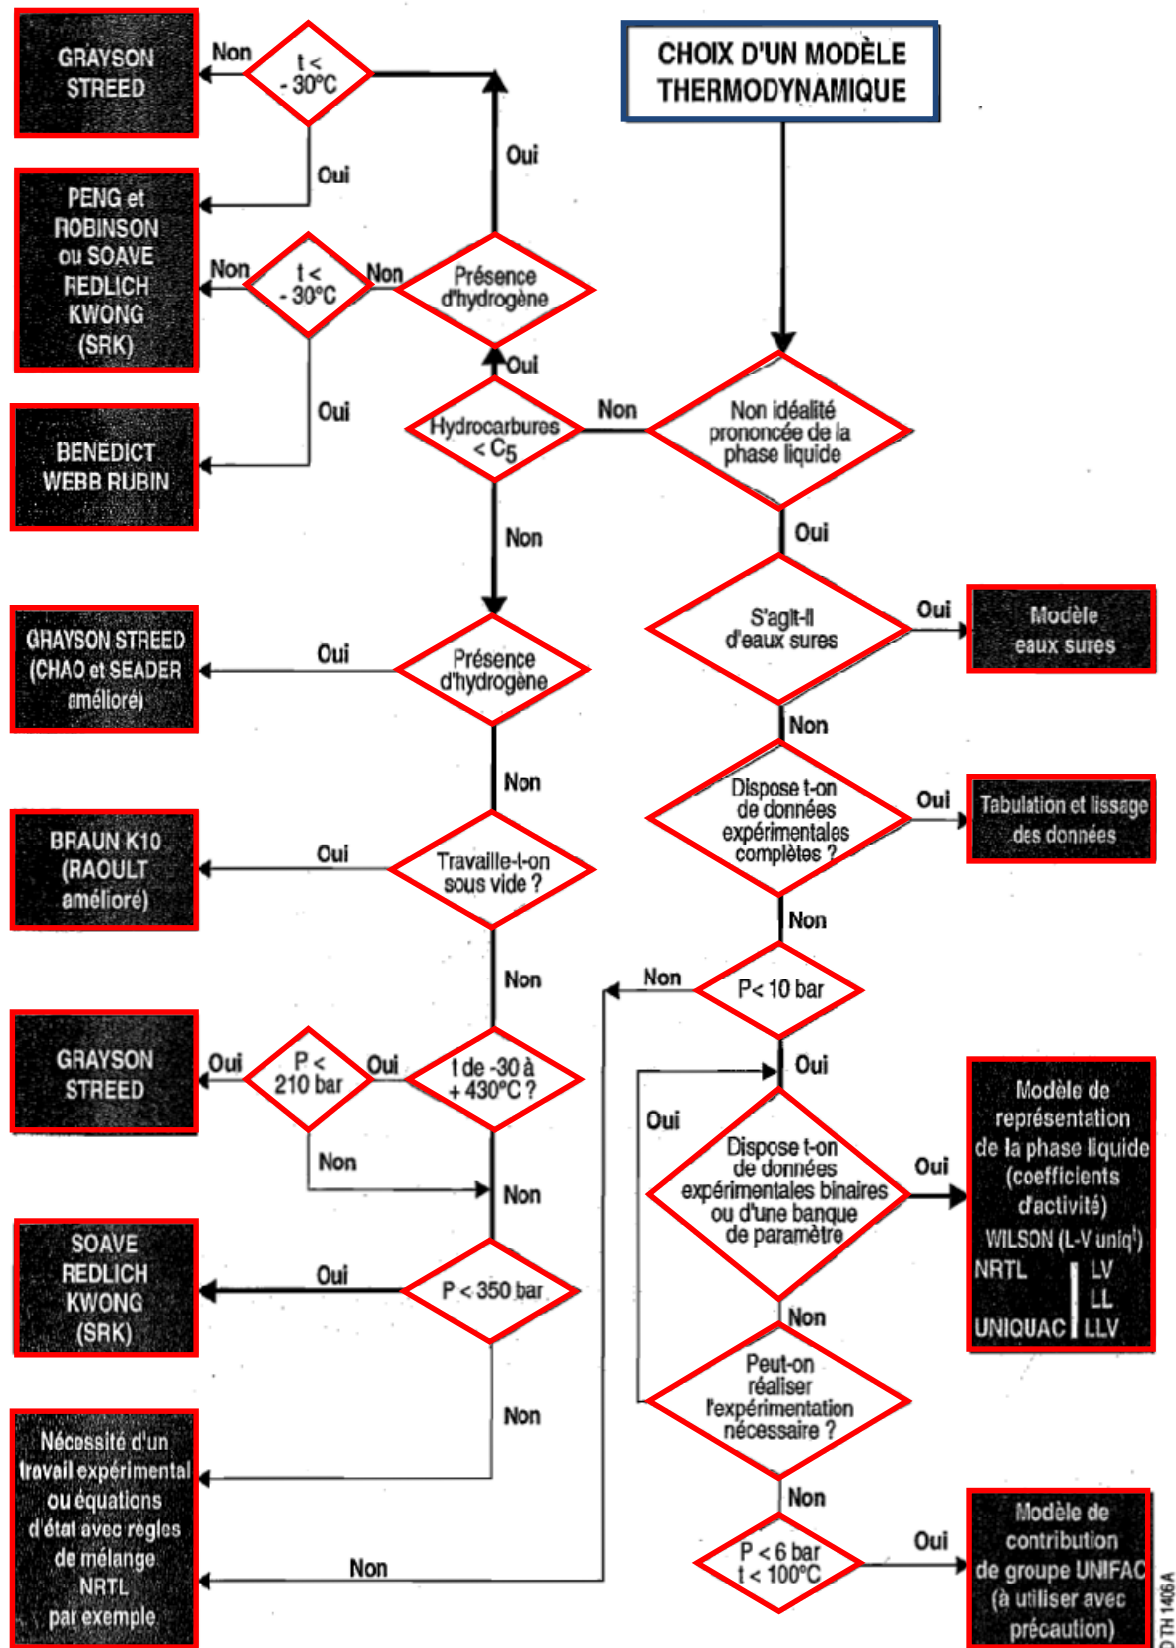 CHOIX D'UN MODÈLE
THERMODYNAMIQUE
GRAYSON
STREED
Non
t <
- 30°C
Oui
Oui
PENG et
ROBINSON
ou SOAVE
REDLICH
KWONG
(SRK)
Non
t <
- 30°C
Non
Présence
d'hydrogène
Oui
Oui
BENEDICT
WEBB RUBIN
Hydrocarbures
< C5
Non
Non idéalité
prononcée de la
phase liquide
Non
Oui
GRAYSON STREED
(CHAO et SEADER
amélioré)
Oui
Présence
d'hydrogène
S'agit-il
d'eaux sures
Oui
Modèle
eaux sures
Non
Non
BRAUN K10
(RAOULT
amélioré)
Oui
Travaille-t-on
sous vide ?
Dispose t-on
de données
expérimentales
complètes ?
Oui
Tabulation et lissage
des données
Non
Non
Non
P< 10 bar
GRAYSON
STREED
Oui
P <
210 bar
Oui
t de -30 à
+ 430°C ?
Oui
Non
Non
Oui
Dispose t-on
de données
expérimentales binaires
ou d'une banque
de paramètre
Oui
Modèle de
représentation
de la phase liquide
(coefficients
d'activité)
WILSON (L-V uniqt)
NRTL LV
LL
UNIQUAC LLV
SOAVE
REDLICH
KWONG
(SRK)
Oui
P < 350 bar
Non
Non
Peut-on
réaliser
l'expérimentation
nécessaire ?
Nécessité d'un
travail expérimental
ou équations
d'état avec règles
de mélange
NRTL
par exemple
Non
Non
P < 6 bar
t < 100°C
Oui
Modèle de
contribution
de groupe UNIFAC
(à utiliser avec
précaution)